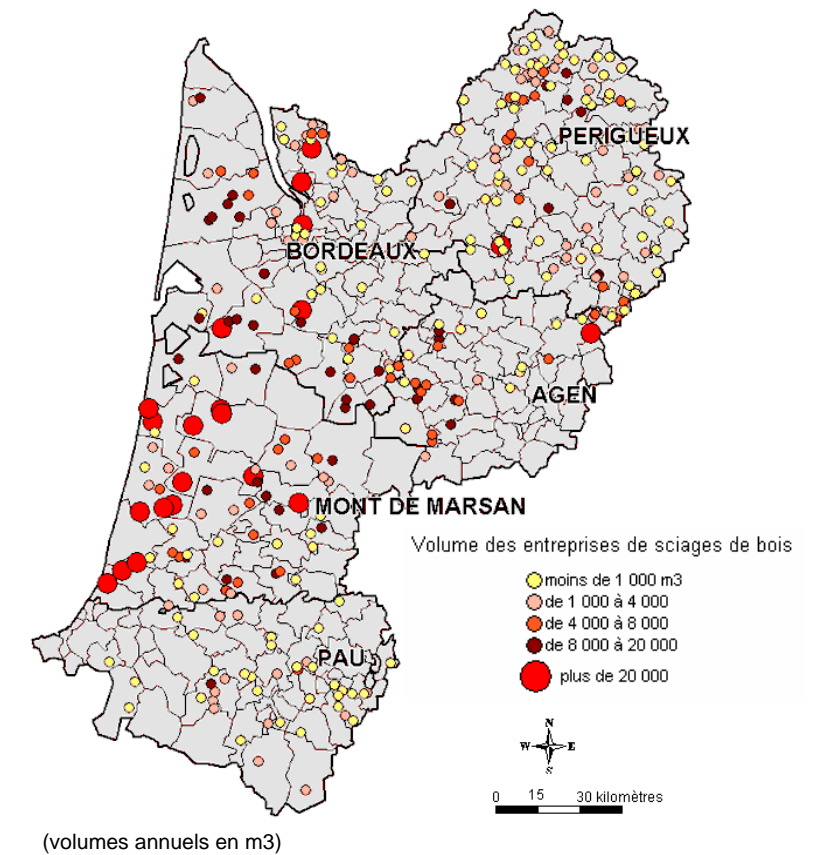 PERIGUEUX
BORDEAUX
AGEN
MONT DE MARSAN
Volume des entreprises de sciages de bois
moins de 1 000 m3
de 1 000 à 4 000
de 4 000 à 8 000
de 8 000 à 20 000
plus de 20 000
PAU
N
W E
S
0 15 30 kilomètres
(volumes annuels en m3)